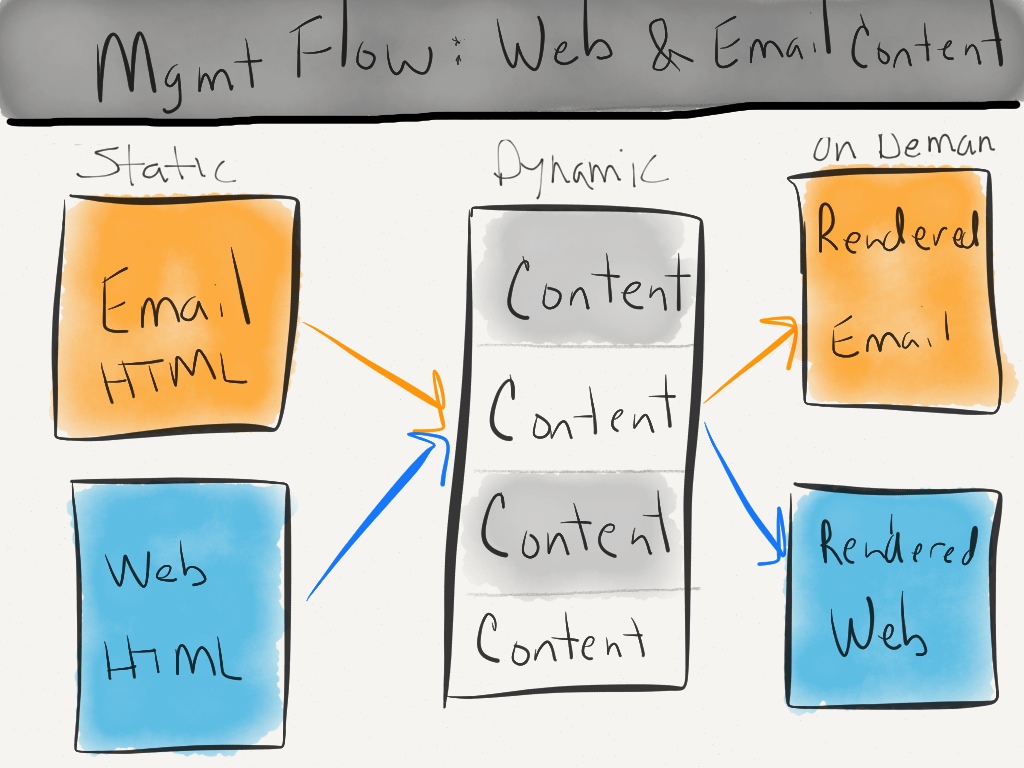 Mgmt Flow: Web & Email Content
Static
Email
HTML
Web
HTML
Dynamic
Content
Content
Content
Content
On Deman
Rendered
Email
Rendered
Web